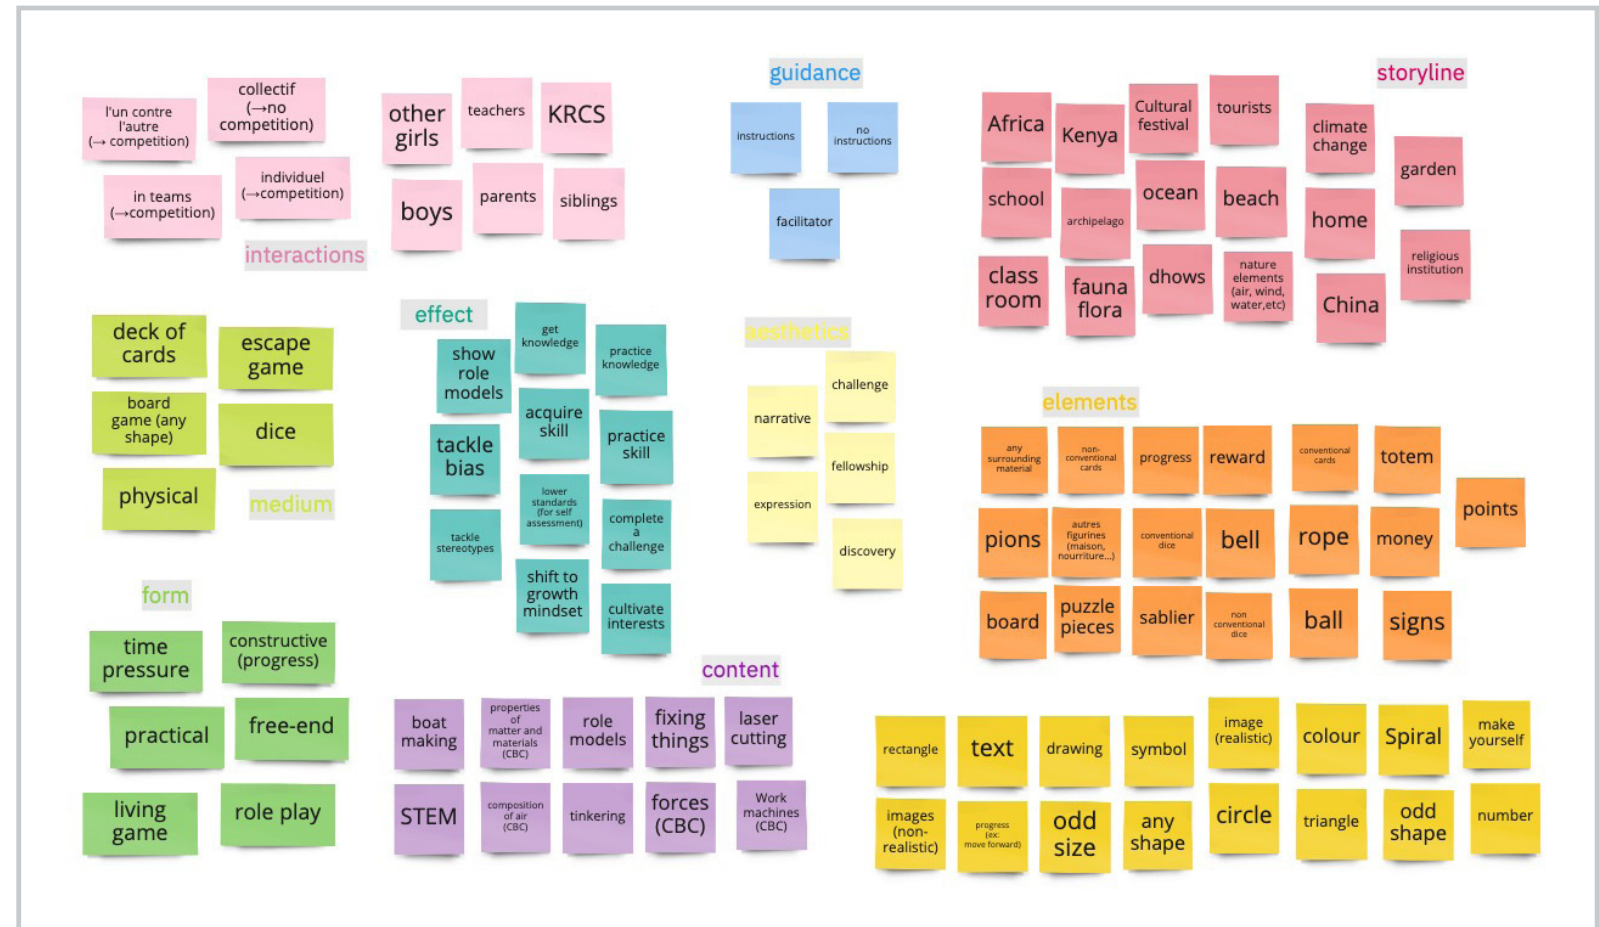 l'un contre
l'autre
(→ competition)
collectif
(→no
competition)
in teams
(→competition)
individuel
(→competition)
other
girls
teachers
KRCS
boys
parents
siblings
interactions
guidance
instructions
no
instructions
facilitator
storyline
Africa
Kenya
Cultural
festival
tourists
climate
change
garden
school
archipelago
ocean
beach
home
religious
institution
class
room
fauna
flora
dhows
nature
elements
(air, wind,
water,etc)
China
deck of
cards
escape
game
board
game (any
shape)
dice
physical
medium
effect
get
knowledge
show
role
models
practice
knowledge
acquire
skill
tackle
bias
practice
skill
lower
standards
(for self
assessment)
tackle
stereotypes
complete
a
challenge
shift to
growth
mindset
cultivate
interests
aesthetics
challenge
narrative
fellowship
expression
discovery
elements
any
surrounding
material
non-
conventional
cards
progress
reward
conventional
cards
totem
points
pions
autres
figurines
(maison,
nourriture...)
conventional
dice
bell
rope
money
board
puzzle
pieces
sablier
non
conventional
dice
ball
signs
form
time
pressure
constructive
(progress)
practical
free-end
living
game
role play
content
boat
making
properties
of
matter and
materials
(CBC)
role
models
fixing
things
laser
cutting
STEM
composition
of air
(CBC)
tinkering
forces
(CBC)
Work
machines
(CBC)
rectangle
text
drawing
symbol
image
(realistic)
colour
Spiral
make
yourself
images
(non-
realistic)
progress
(ex:
move forward)
odd
size
any
shape
circle
triangle
odd
shape
number